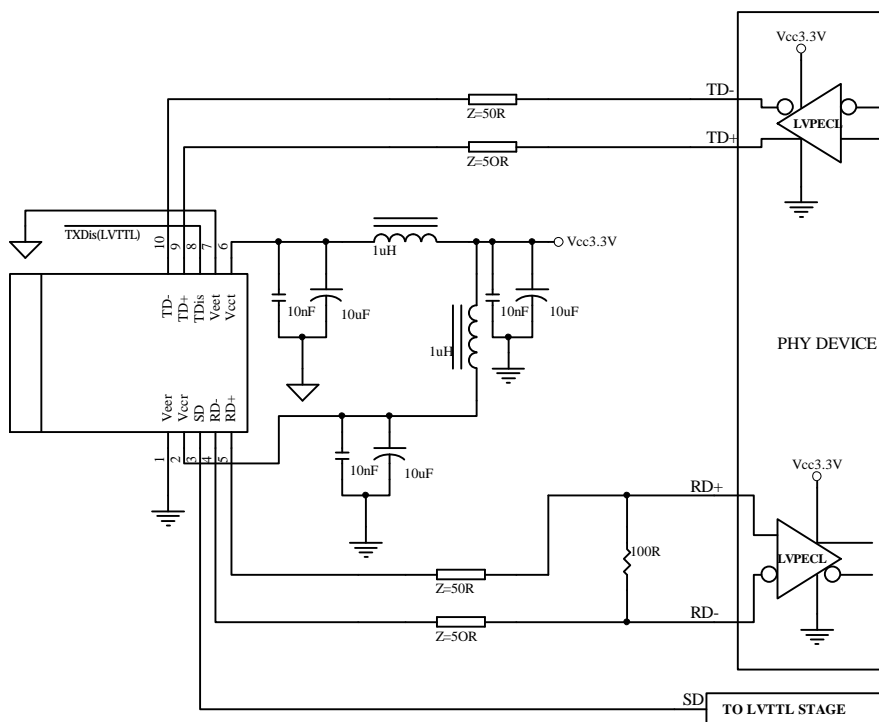 Vcc3.3V
TD-
LVPECL
Z=50R
TD+
Z=5OR
TXDis(LVTTL)
10
9
8
7
6
1uH
Vcc3.3V
TD-
TD+
TDis
Veet
Vcct
10nF
10uF
10nF
10uF
1uH
PHY DEVICE
Veer
Vccr
SD
RD-
RD+
1
2
3
4
5
10nF
10uF
Vcc3.3V
RD+
100R
LVPECL
Z=50R
RD-
Z=5OR
SD
TO LVTTL STAGE